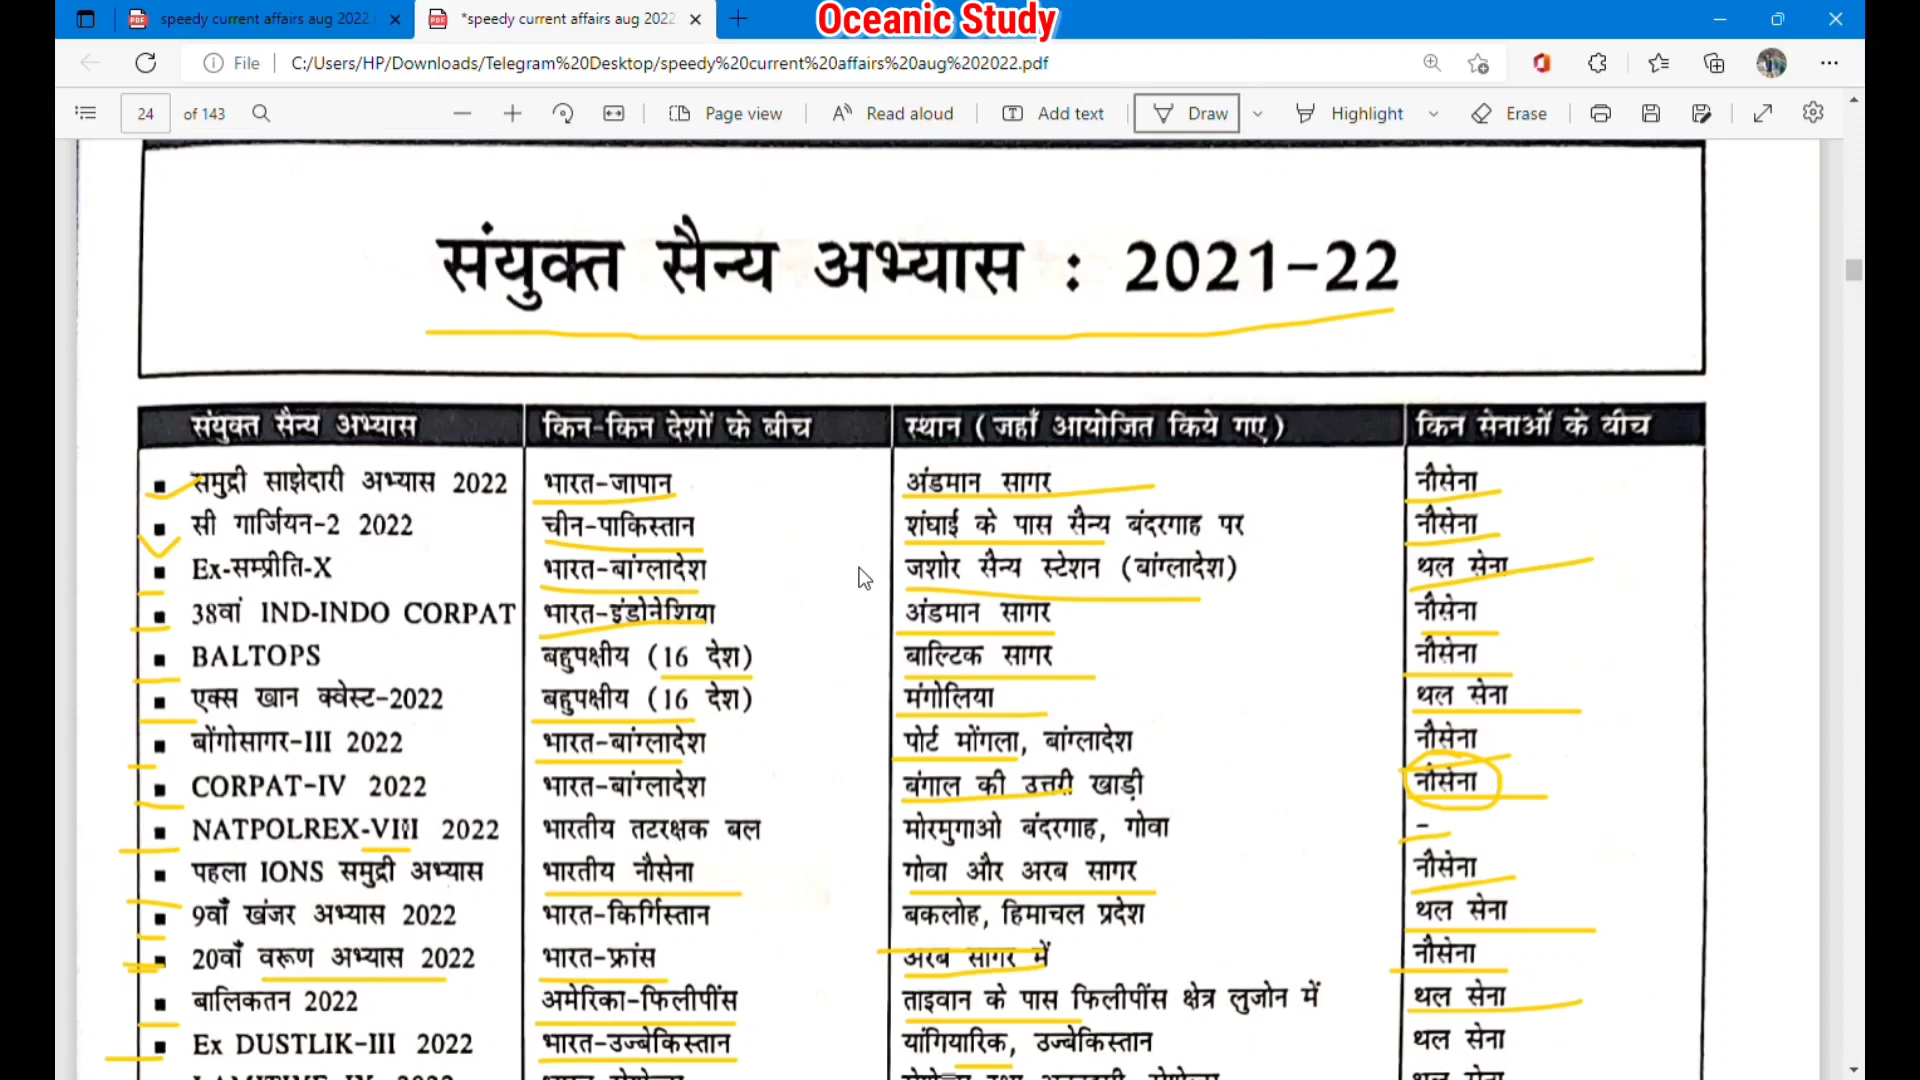 speedy current affairs aug 2022
*speedy current affairs aug 2022
Oceanic Study
File
C:/Users/HP/Downloads/Telegram%20Desktop/speedy%20current%20affairs%20aug%202022.pdf
24 of 143
Page view
Read aloud
Add text
Draw
Highlight
Erase
संयुक्त सैन्य अभ्यास : 2021-22
संयुक्त सैन्य अभ्यास किन-किन देशों के बीच स्थान (जहाँ आयोजित किये गए) किन सेनाओं के बीच
समुद्री साझेदारी अभ्यास 2022 भारत-जापान अंडमान सागर नौसेना
सी गार्जियन-2 2022 चीन-पाकिस्तान शंघाई के पास सैन्य बंदरगाह पर नौसेना
Ex-सम्प्रीति-X भारत-बांग्लादेश जशोर सैन्य स्टेशन (बांग्लादेश) थल सेना
38वां IND-INDO CORPAT भारत-इंडोनेशिया अंडमान सागर नौसेना
BALTOPS बहुपक्षीय (16 देश) बाल्टिक सागर नौसेना
एक्स खान क्वेस्ट-2022 बहुपक्षीय (16 देश) मंगोलिया थल सेना
बोंगोसागर-III 2022 भारत-बांग्लादेश पोर्ट मोंगला, बांग्लादेश नौसेना
CORPAT-IV 2022 भारत-बांग्लादेश बंगाल की उत्तरी खाड़ी नौसेना
NATPOLREX-VIII 2022 भारतीय तटरक्षक बल मोरमुगाओ बंदरगाह, गोवा -
पहला IONS समुद्री अभ्यास भारतीय नौसेना गोवा और अरब सागर नौसेना
9वाँ खंजर अभ्यास 2022 भारत-किर्गिस्तान बकलोह, हिमाचल प्रदेश थल सेना
20वाँ वरूण अभ्यास 2022 भारत-फ्रांस अरब सागर में नौसेना
बालिकतन 2022 अमेरिका-फिलीपींस ताइवान के पास फिलीपींस क्षेत्र लुजोन में थल सेना
Ex DUSTLIK-III 2022 भारत-उज्बेकिस्तान यांगियारिक, उज्बेकिस्तान थल सेना